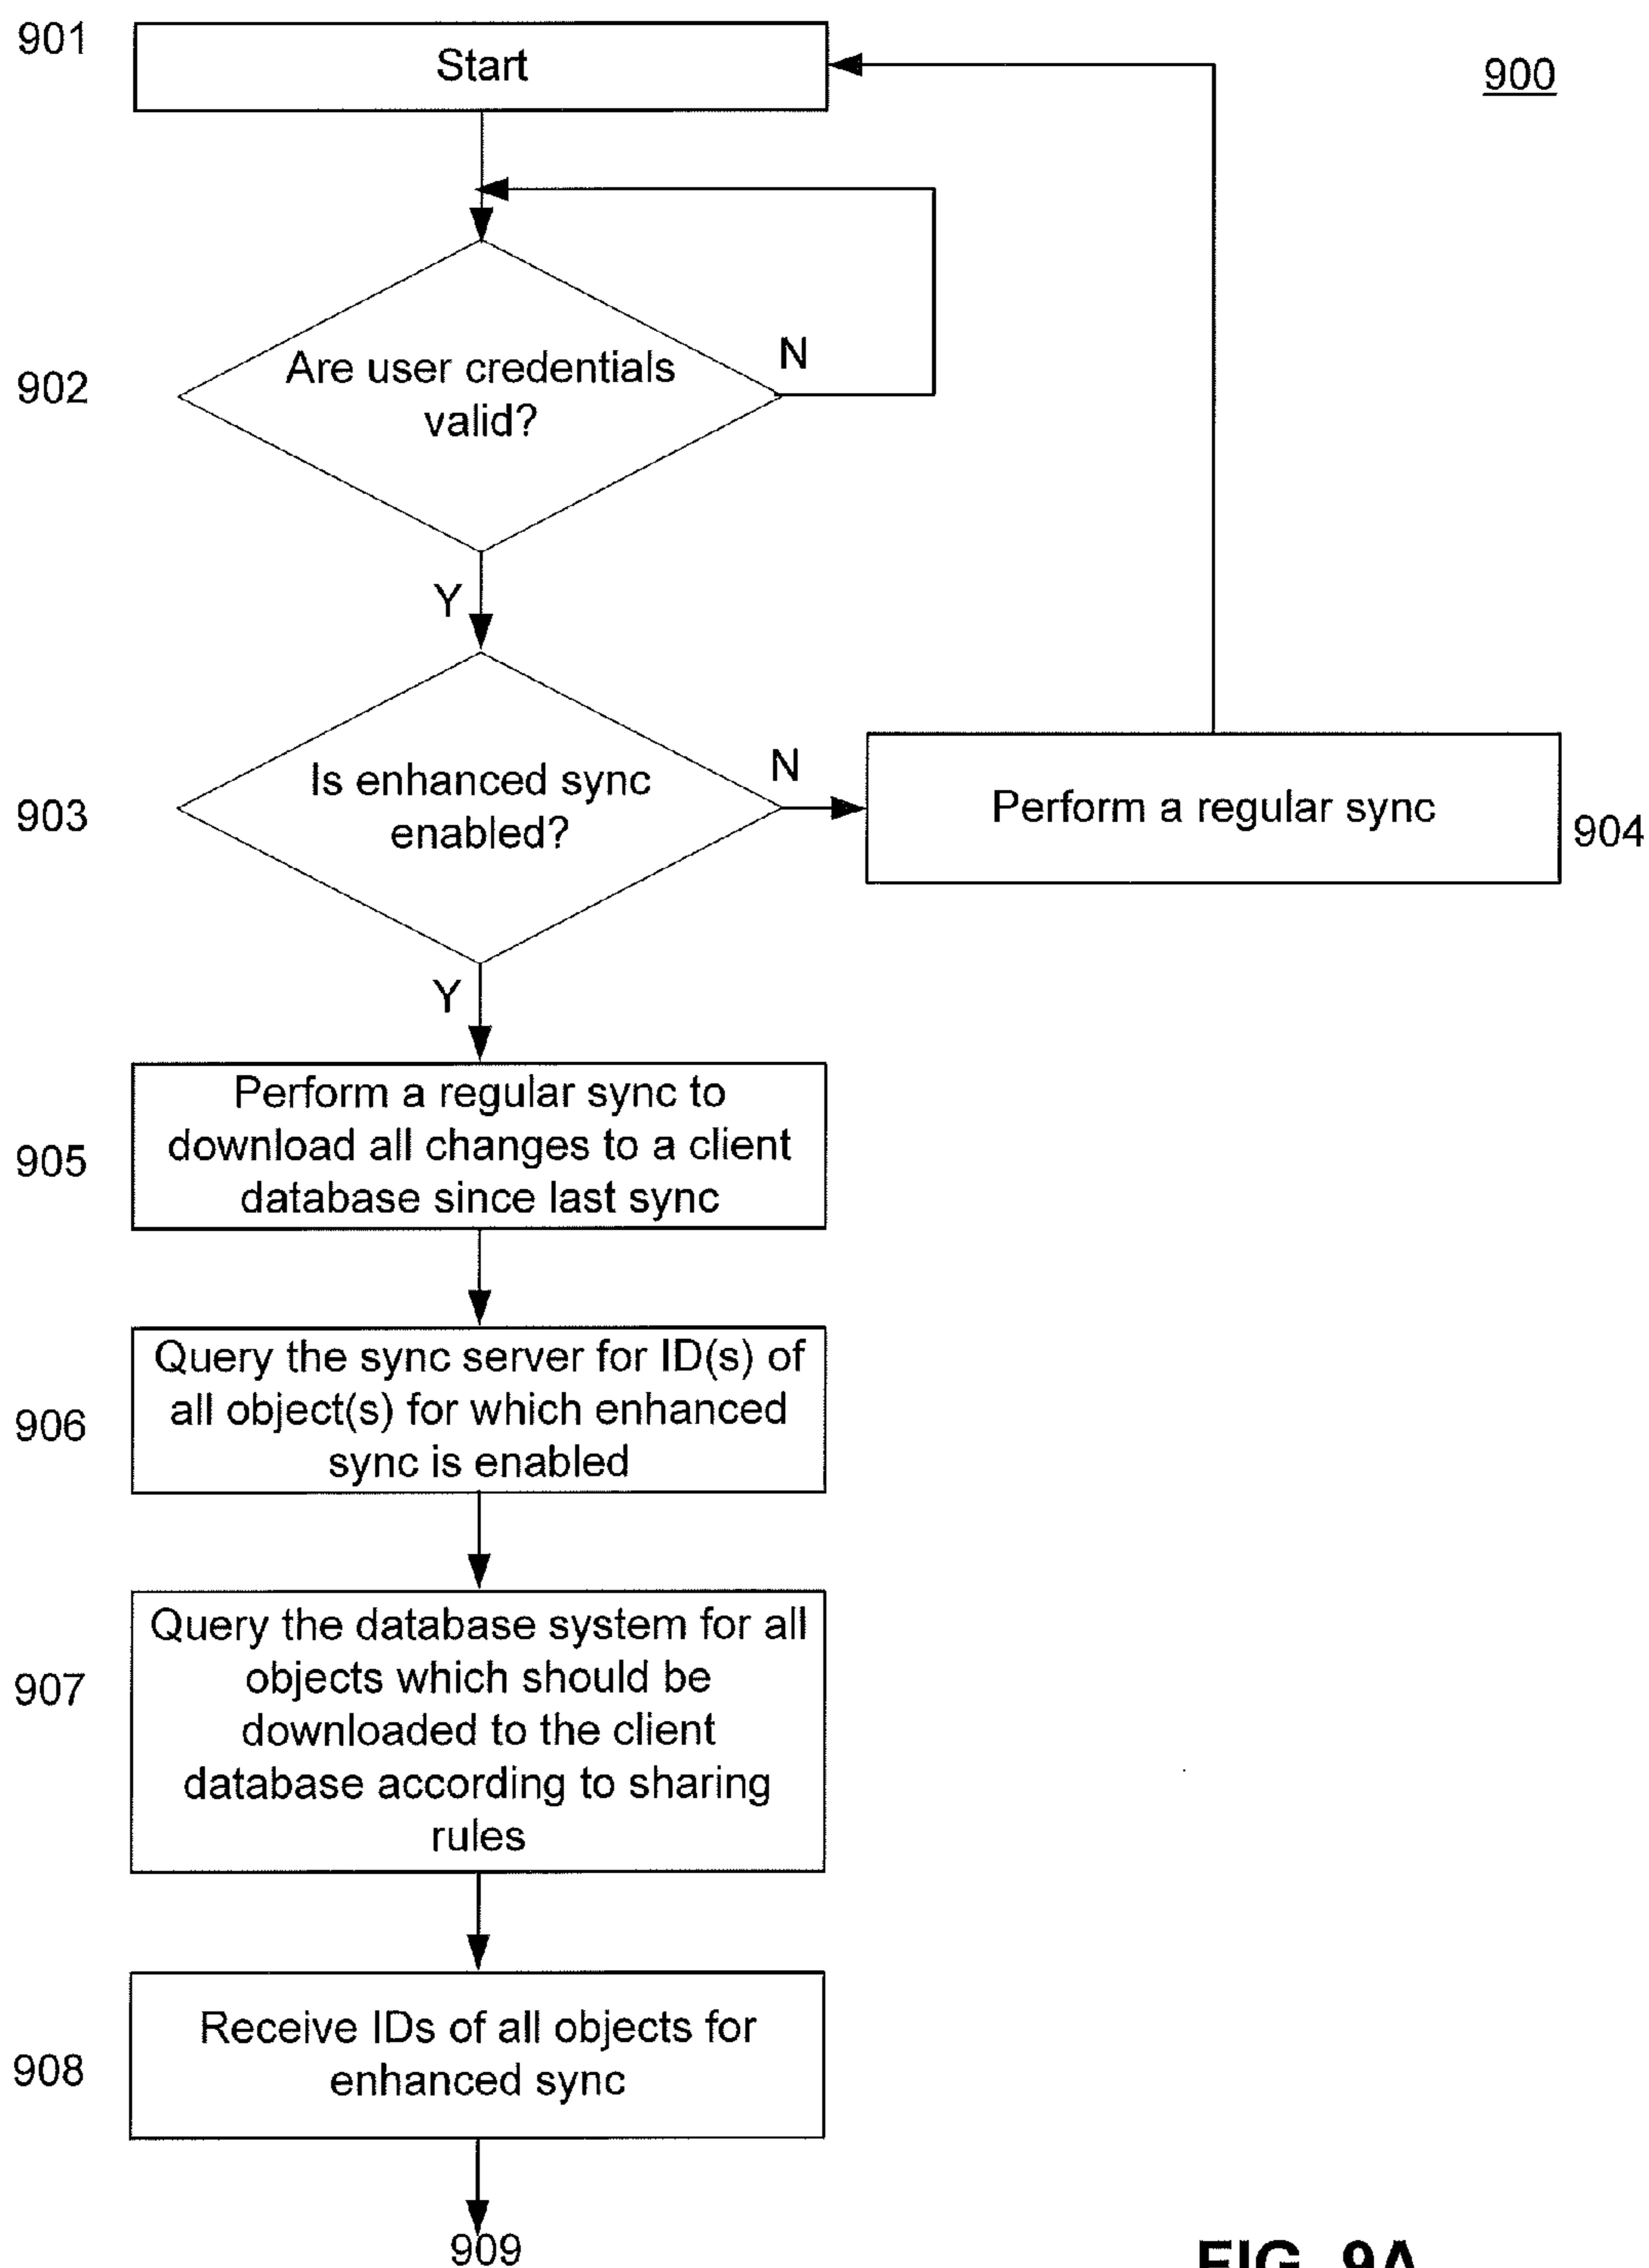 901
Start
900
902
Are user credentials
valid?
N
Y
903
Is enhanced sync
enabled?
N
Perform a regular sync
904
Y
905
Perform a regular sync to
download all changes to a client
database since last sync
906
Query the sync server for ID(s) of
all object(s) for which enhanced
sync is enabled
907
Query the database system for all
objects which should be
downloaded to the client
database according to sharing
rules
908
Receive IDs of all objects for
enhanced sync
909
FIG. 9A